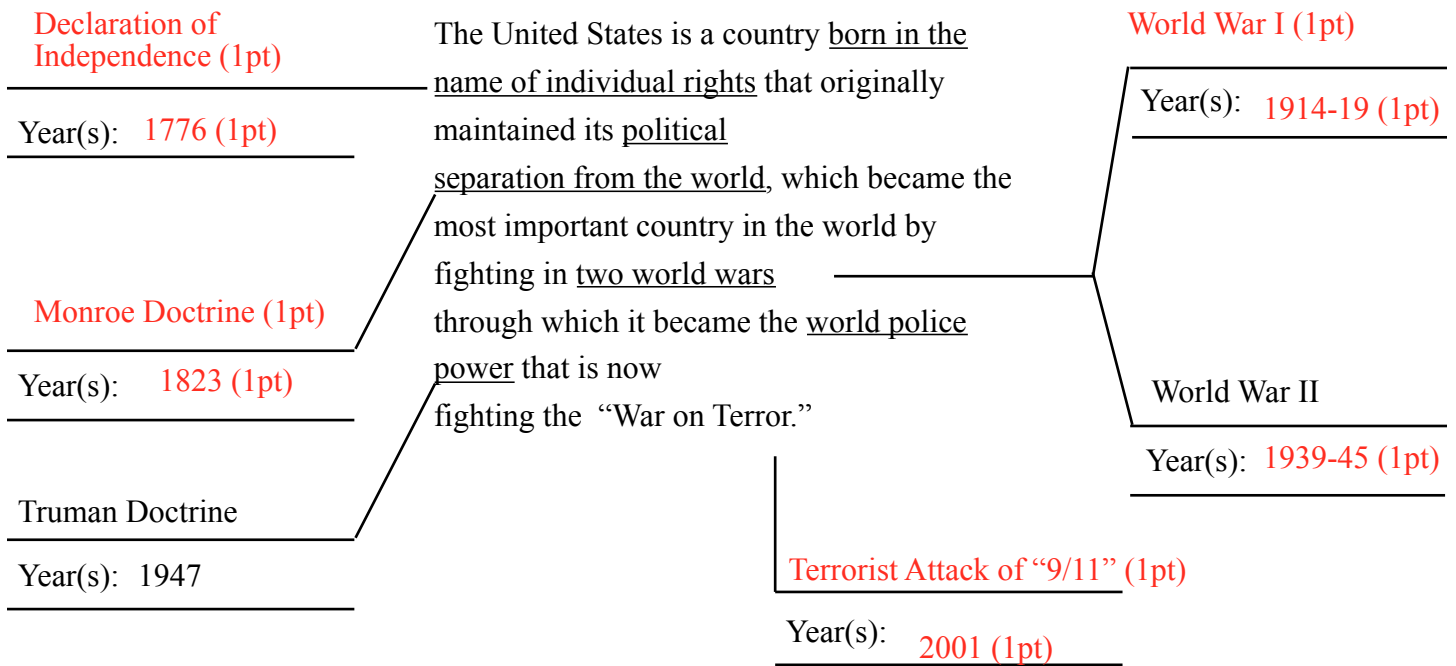 Declaration of
Independence (1pt)
Year(s): 1776 (1pt)
Monroe Doctrine (1pt)
Year(s): 1823 (1pt)
Truman Doctrine
Year(s): 1947
The United States is a country born in the
name of individual rights that originally
maintained its political
separation from the world, which became the
most important country in the world by
fighting in two world wars
through which it became the world police
power that is now
fighting the “War on Terror.”
Terrorist Attack of “9/11” (1pt)
Year(s): 2001 (1pt)
World War I (1pt)
Year(s): 1914-19 (1pt)
World War II
Year(s): 1939-45 (1pt)